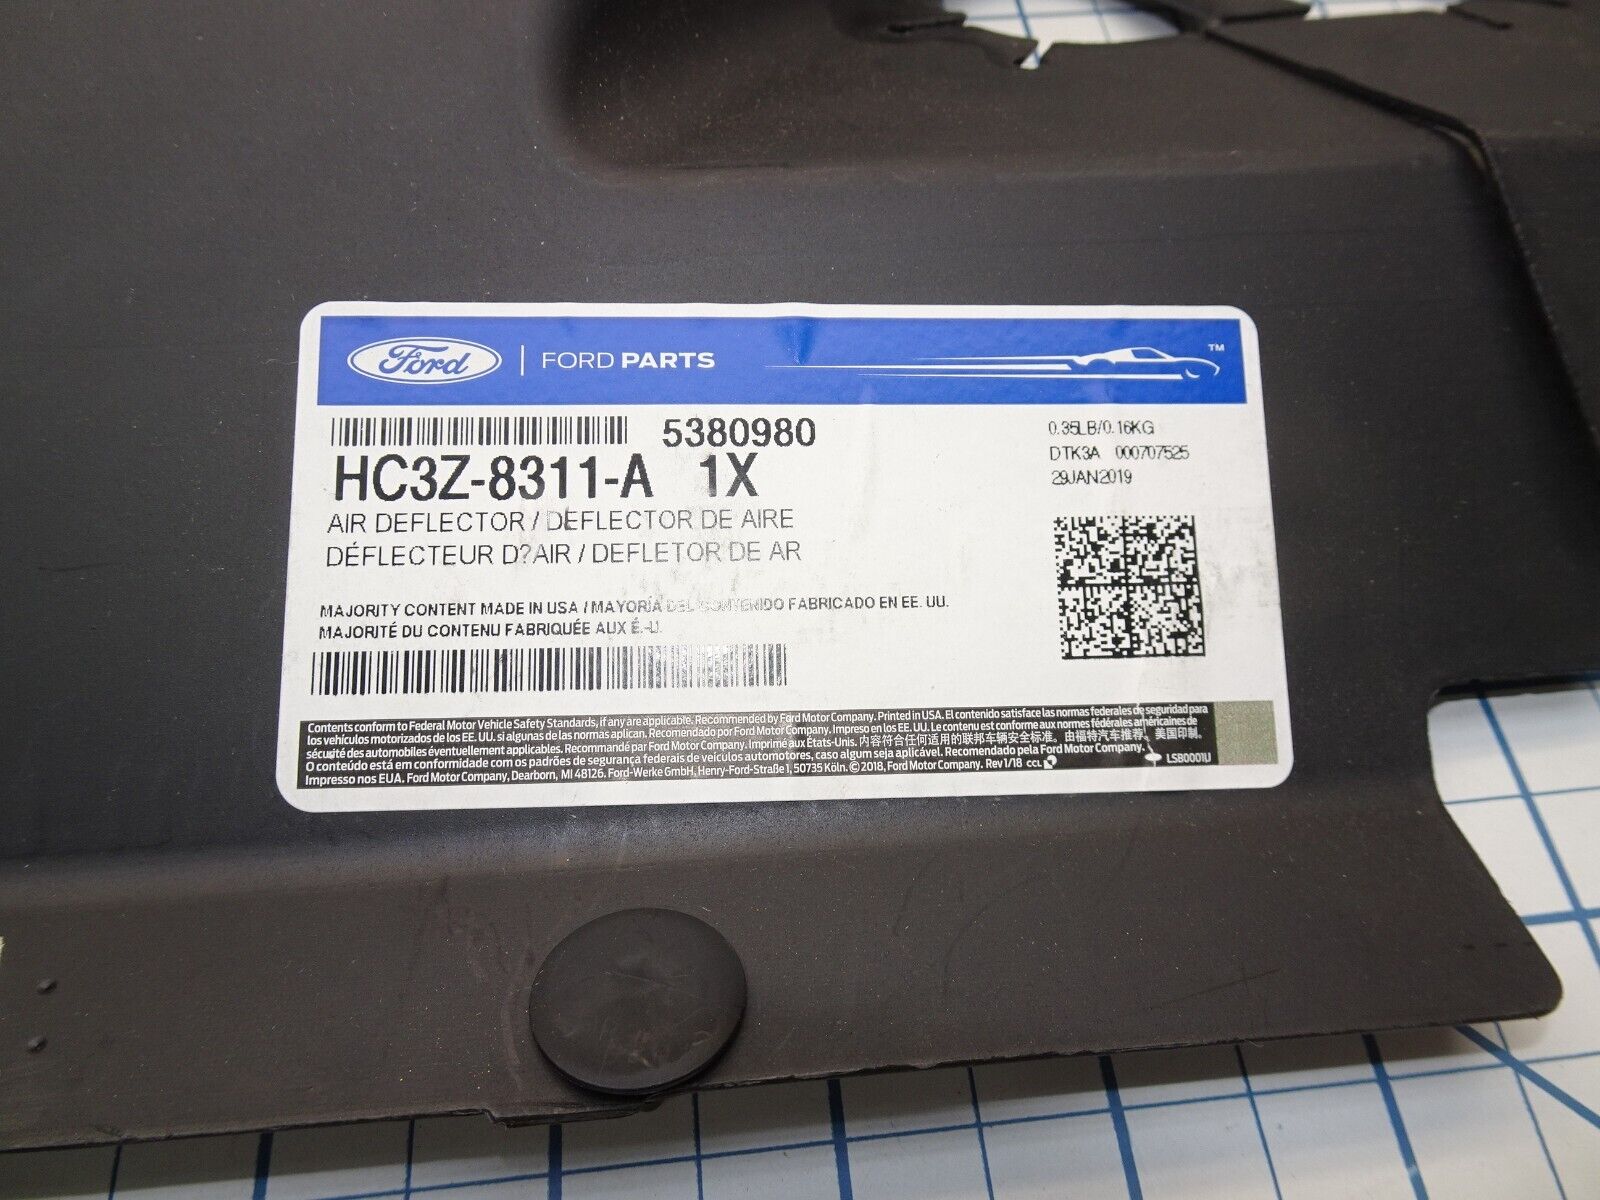 Ford | FORD PARTS ™
5380980
HC3Z-8311-A 1X
AIR DEFLECTOR / DEFLECTOR DE AIRE
DÉFLECTEUR D?AIR / DEFLETOR DE AR
0.35LB/0.16KG
DTK3A 000707525
29JAN2019
MAJORITY CONTENT MADE IN USA / MAYORÍA DEL CONTENIDO FABRICADO EN EE. UU.
MAJORITÉ DU CONTENU FABRIQUÉE AUX É.-U.
Contents conform to Federal Motor Vehicle Safety Standards, if any are applicable. Recommended by Ford Motor Company. Printed in USA. El contenido satisface las normas federales de seguridad para
los vehículos motorizados de los EE. UU. si algunas de las normas aplican. Recomendado por Ford Motor Company. Impreso en los EE. UU. Le contenu est conforme aux normes fédérales américaines de
sécurité des automobiles éventuellement applicables. Recommandé par Ford Motor Company. Imprimé aux États-Unis. 内容符合任何适用的联邦车辆安全标准。由福特汽车推荐。美国印制。
O conteúdo está em conformidade com os padrões de segurança federais de veículos automotores, caso algum seja aplicável. Recomendado pela Ford Motor Company.
Impresso nos EUA. Ford Motor Company, Dearborn, MI 48126. Ford-Werke GmbH, Henry-Ford-Straße 1, 50735 Köln. © 2018, Ford Motor Company. Rev 1/18 CCL LSB0001U